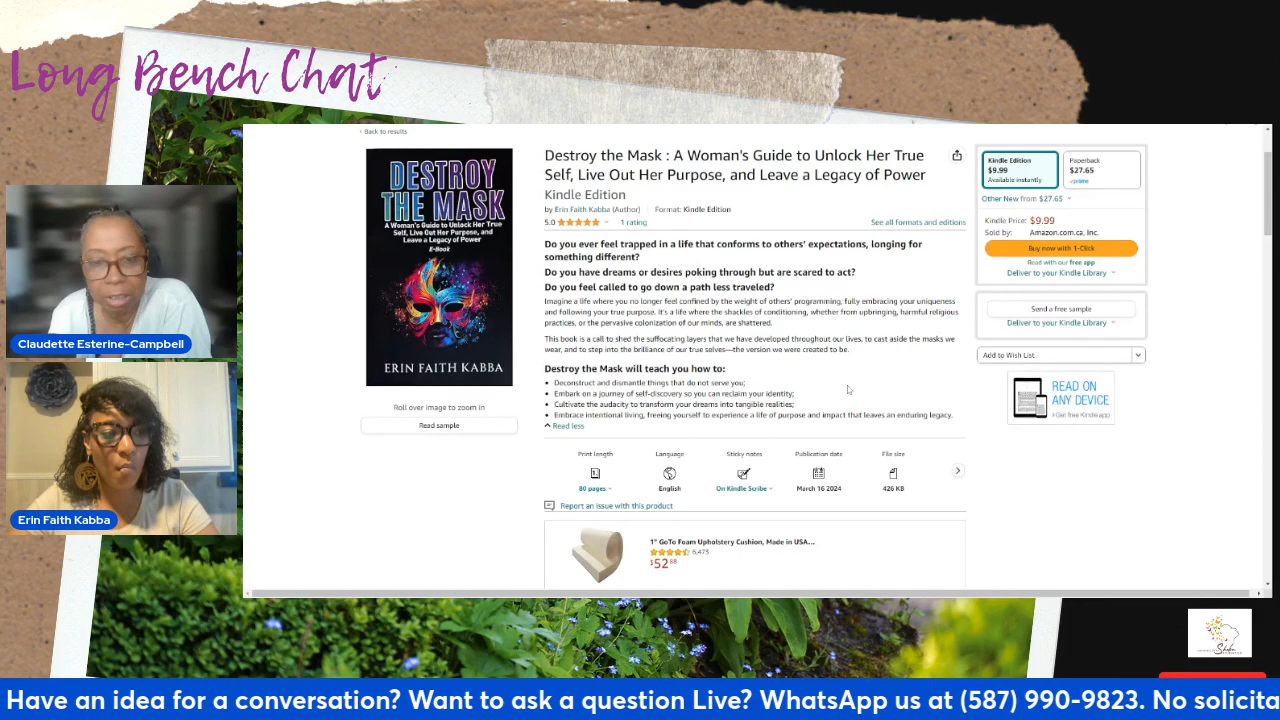 Long Bench Chat
‹ Back to results
DESTROY
THE MASK
A Woman's Guide to Unlock Her True
Self, Live Out Her Purpose, and
Leave a Legacy of Power
E-Book
ERIN FAITH KABBA
Roll over image to zoom in
Read sample
Destroy the Mask : A Woman's Guide to Unlock Her True
Self, Live Out Her Purpose, and Leave a Legacy of Power
Kindle Edition
by Erin Faith Kabba (Author) Format: Kindle Edition
5.0 1 rating See all formats and editions
Do you ever feel trapped in a life that conforms to others' expectations, longing for
something different?
Do you have dreams or desires poking through but are scared to act?
Do you feel called to go down a path less traveled?
Imagine a life where you no longer feel confined by the weight of others' programming, fully embracing your uniqueness
and following your true purpose. It's a life where the shackles of conditioning, whether from upbringing, harmful religious
practices, or the pervasive colonization of our minds, are shattered.
This book is a call to shed the suffocating layers that we have developed throughout our lives, to cast aside the masks we
wear, and to step into the brilliance of our true selves—the version we were created to be.
Destroy the Mask will teach you how to:
• Deconstruct and dismantle things that do not serve you;
• Embark on a journey of self-discovery so you can reclaim your identity;
• Cultivate the audacity to transform your dreams into tangible realities;
• Embrace intentional living, freeing yourself to experience a life of purpose and impact that leaves an enduring legacy.
Read less
Print length Language Sticky notes Publication date File size
80 pages English On Kindle Scribe March 16 2024 426 KB
Report an issue with this product
1" GoTo Foam Upholstery Cushion, Made in USA...
6,473
$52 88
Kindle Edition
$9.99
Available instantly
Paperback
$27.65
prime
Other New from $27.65
Kindle Price: $9.99
Sold by: Amazon.com.ca, Inc.
Buy now with 1-Click
Read with our free app
Deliver to your Kindle Library
Send a free sample
Deliver to your Kindle Library
Add to Wish List
READ ON
ANY DEVICE
› Get free Kindle app
Claudette Esterine-Campbell
Erin Faith Kabba
Have an idea for a conversation? Want to ask a question Live? WhatsApp us at (587) 990-9823. No solicita